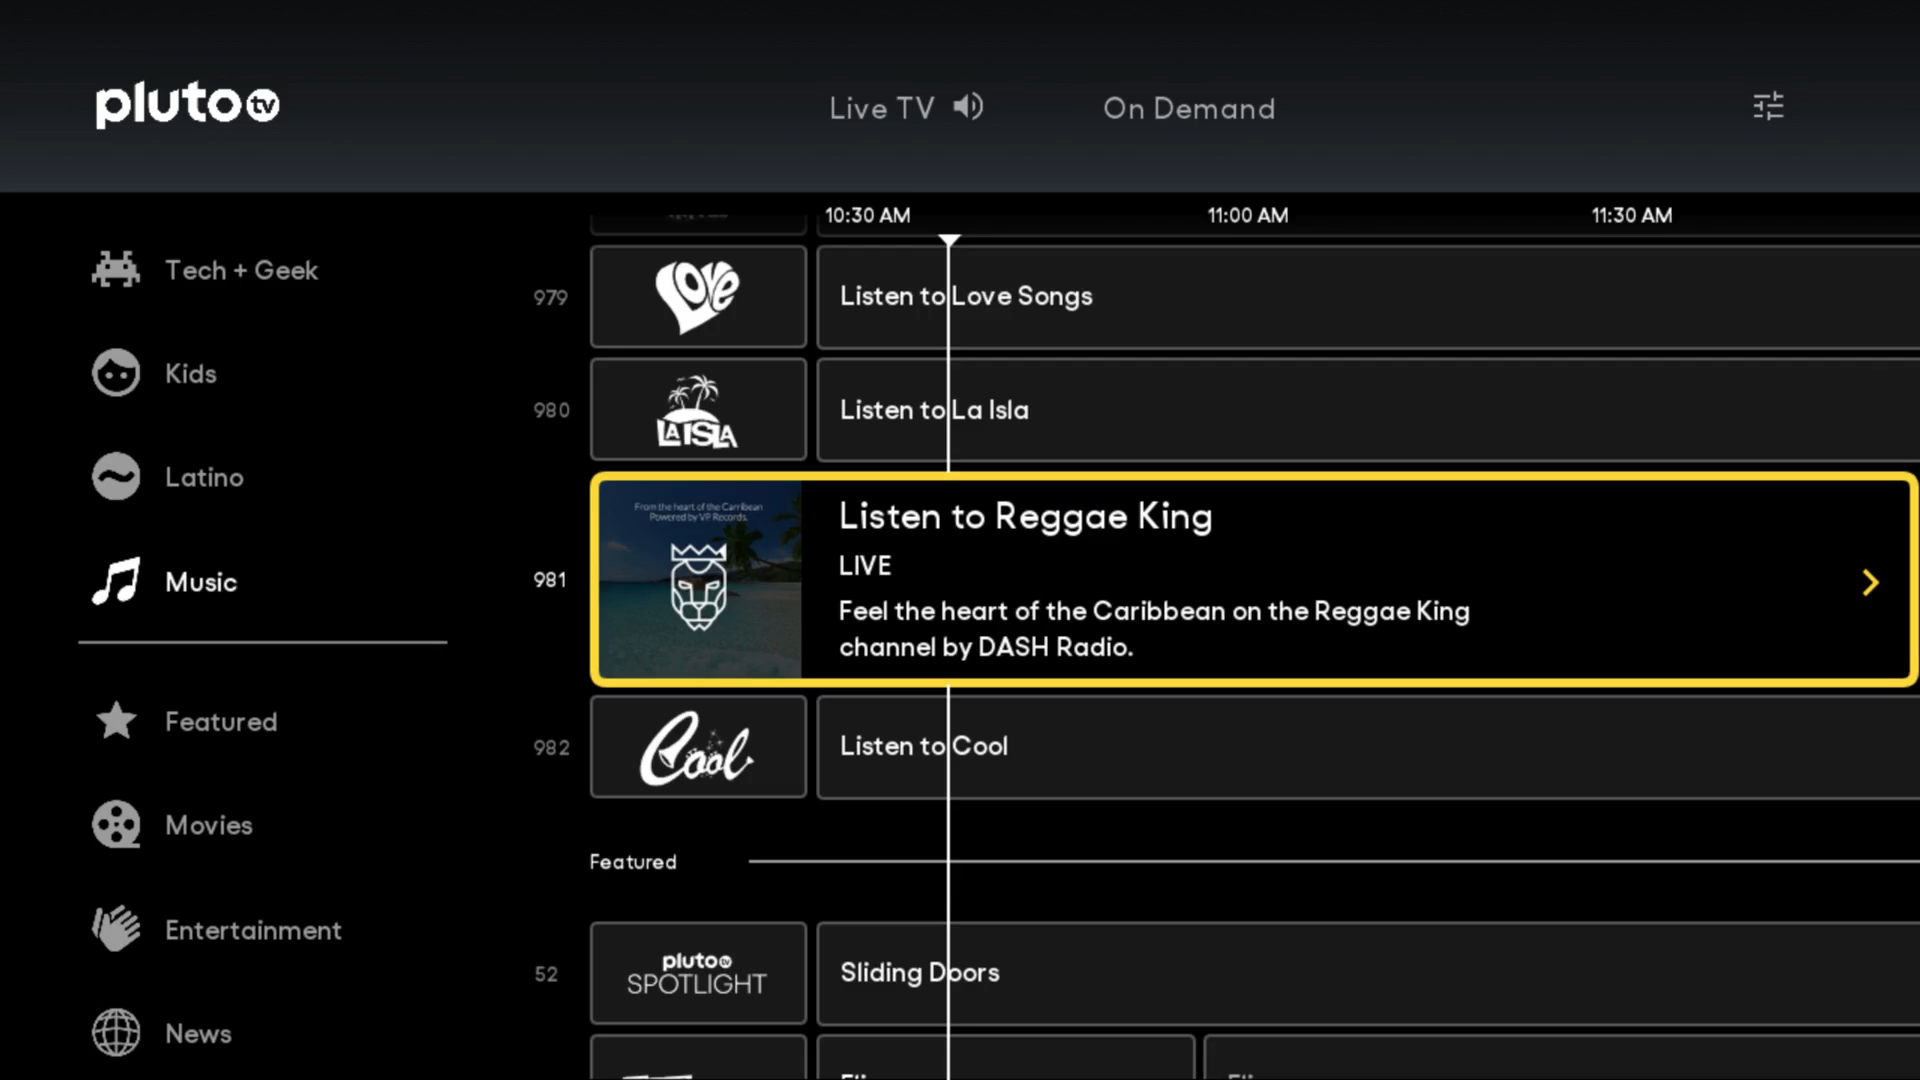 pluto tv
Live TV
On Demand
10:30 AM
11:00 AM
11:30 AM
Tech + Geek
Kids
Latino
Music
Featured
Movies
Entertainment
News
979
Love
Listen to Love Songs
980
LA ISLA
Listen to La Isla
981
From the heart of the Carribean
Powered by VP Records.
Listen to Reggae King
LIVE
Feel the heart of the Caribbean on the Reggae King
channel by DASH Radio.
982
Cool
Listen to Cool
Featured
52
pluto tv
SPOTLIGHT
Sliding Doors